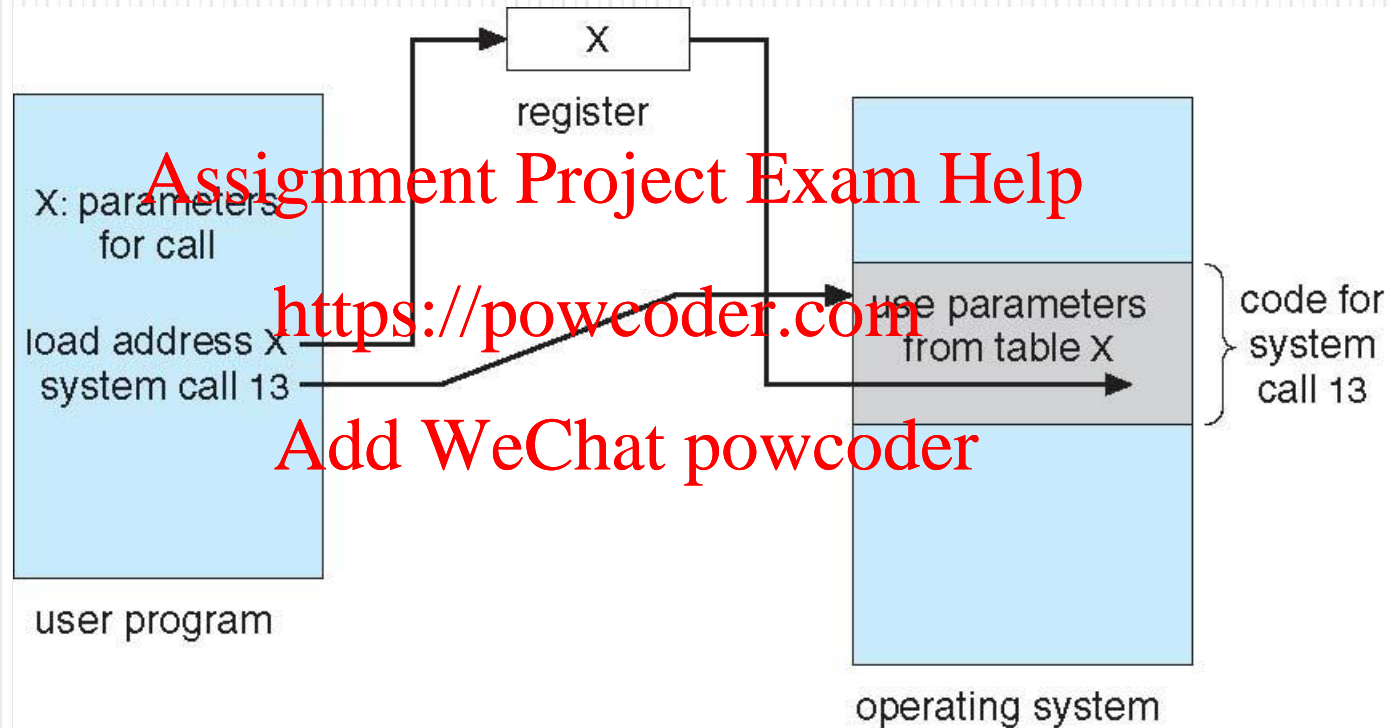 X
register
Assignment Project Exam Help
X: parameters
for call
https://powcoder.com
load address X
system call 13
use parameters
from table X
code for
system
call 13
Add WeChat powcoder
user program
operating system